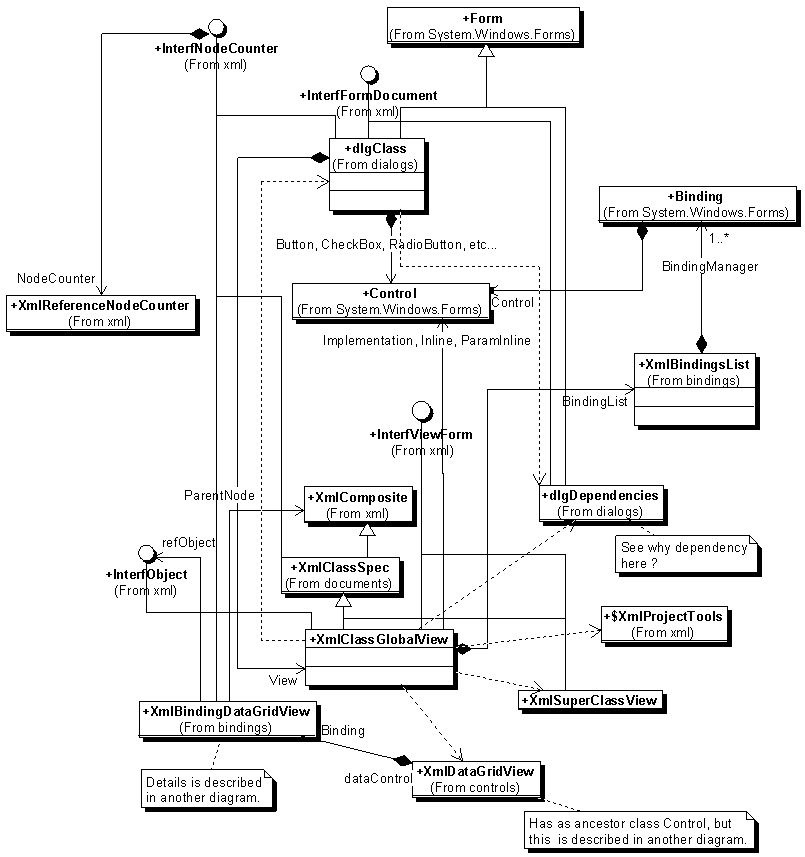 +Form
(From System.Windows.Forms)
+InterfNodeCounter
(From xml)
+InterfFormDocument
(From xml)
+dlgClass
(From dialogs)
+Binding
(From System.Windows.Forms)
1..*
Button, CheckBox, RadioButton, etc...
BindingManager
NodeCounter
+XmlReferenceNodeCounter
(From xml)
+Control
(From System.Windows.Forms)
Control
Implementation, Inline, ParamInline
+XmlBindingsList
(From bindings)
BindingList
+InterfViewForm
(From xml)
ParentNode
+XmlComposite
(From xml)
+dlgDependencies
(From dialogs)
refObject
+InterfObject
(From xml)
+XmlClassSpec
(From documents)
See why dependency
here ?
+XmlClassGlobalView
+$XmlProjectTools
(From xml)
View
+XmlSuperClassView
+XmlBindingDataGridView
(From bindings)
Binding
dataControl
+XmlDataGridView
(From controls)
Details is described
in another diagram.
Has as ancestor class Control, but
this is described in another diagram.